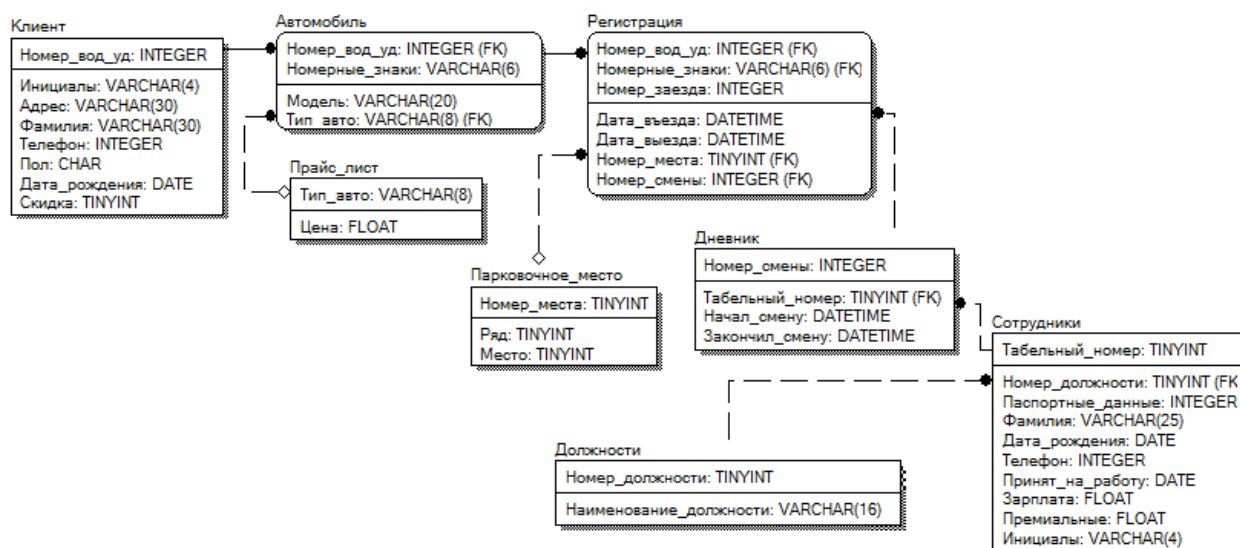 Клиент
Номер_вод_уд: INTEGER
Инициалы: VARCHAR(4)
Адрес: VARCHAR(30)
Фамилия: VARCHAR(30)
Телефон: INTEGER
Пол: CHAR
Дата_рождения: DATE
Скидка: TINYINT
Автомобиль
Номер_вод_уд: INTEGER (FK)
Номерные_знаки: VARCHAR(6)
Модель: VARCHAR(20)
Тип_авто: VARCHAR(8) (FK)
Регистрация
Номер_вод_уд: INTEGER (FK)
Номерные_знаки: VARCHAR(6) (FK)
Номер_заезда: INTEGER
Дата_въезда: DATETIME
Дата_выезда: DATETIME
Номер_места: TINYINT (FK)
Номер_смены: INTEGER (FK)
Прайс_лист
Тип_авто: VARCHAR(8)
Цена: FLOAT
Парковочное_место
Номер_места: TINYINT
Ряд: TINYINT
Место: TINYINT
Дневник
Номер_смены: INTEGER
Табельный_номер: TINYINT (FK)
Начал_смену: DATETIME
Закончил_смену: DATETIME
Сотрудники
Табельный_номер: TINYINT
Номер_должности: TINYINT (FK
Паспортные_данные: INTEGER
Фамилия: VARCHAR(25)
Дата_рождения: DATE
Телефон: INTEGER
Принят_на_работу: DATE
Зарплата: FLOAT
Премиальные: FLOAT
Инициалы: VARCHAR(4)
Должности
Номер_должности: TINYINT
Наименование_должности: VARCHAR(16)